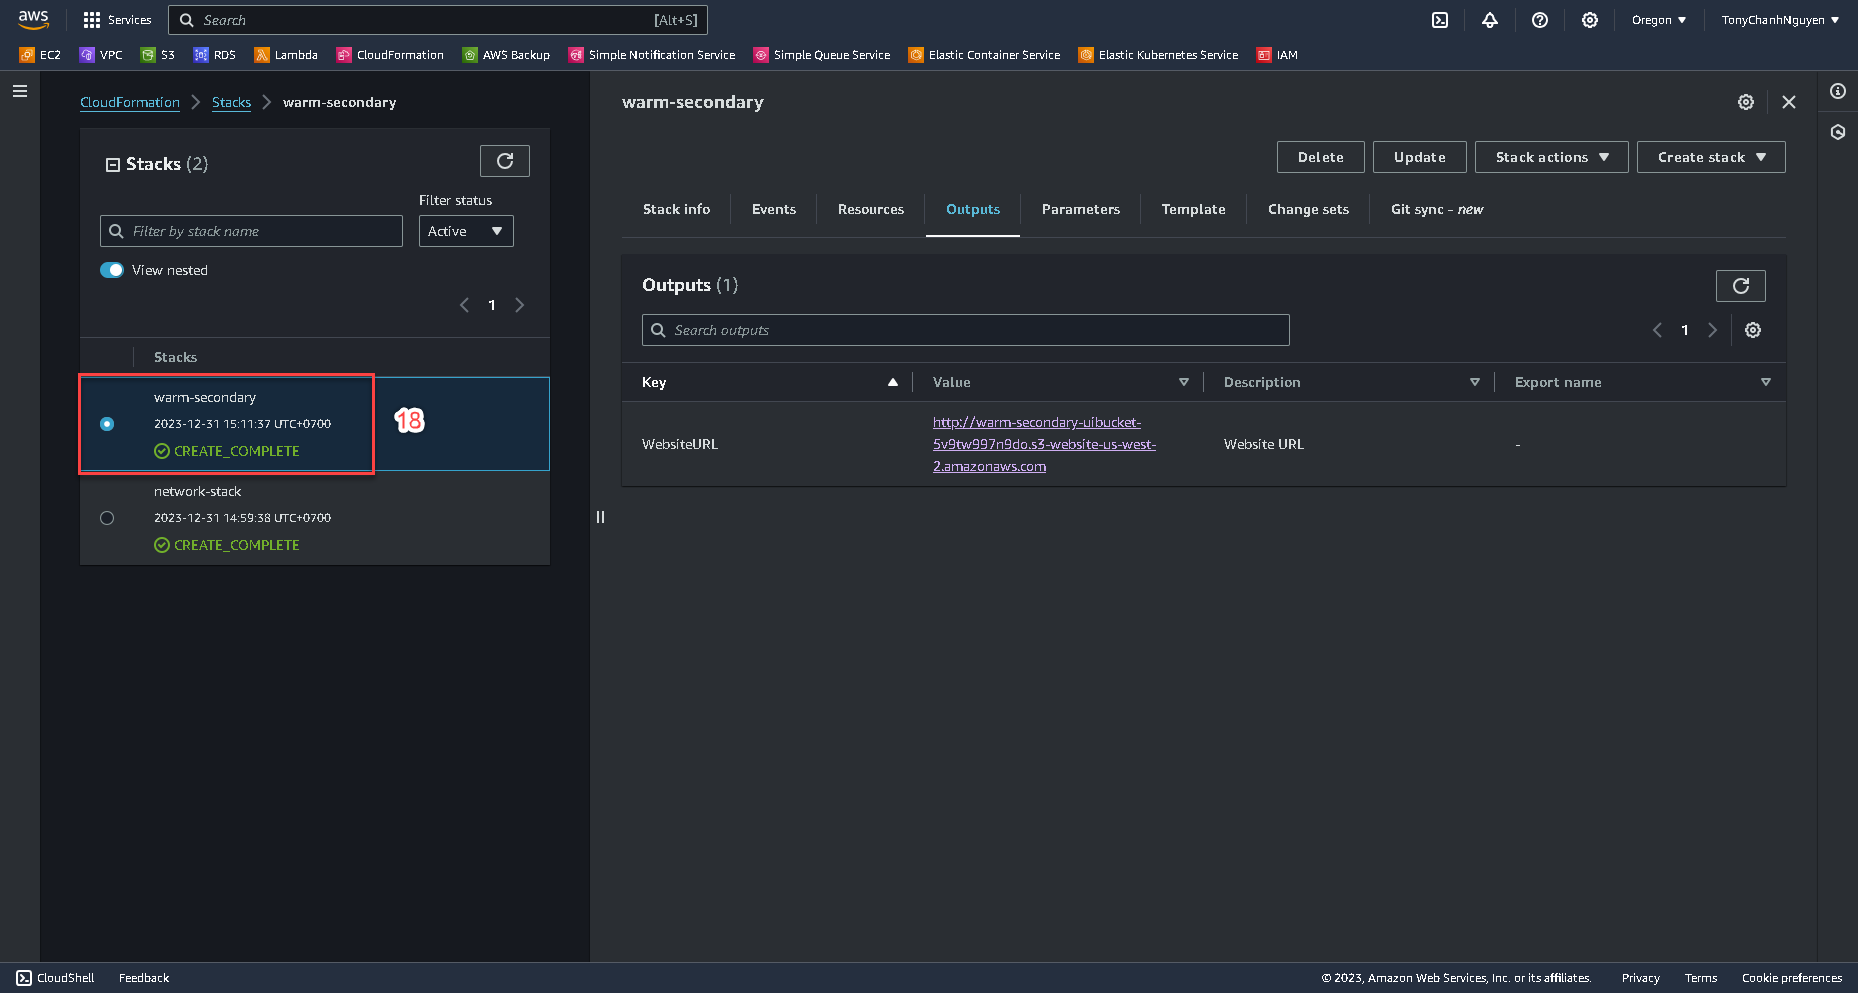 aws
Services
Search
[Alt+S]
Oregon
TonyChanhNguyen
EC2
VPC
S3
RDS
Lambda
CloudFormation
AWS Backup
Simple Notification Service
Simple Queue Service
Elastic Container Service
Elastic Kubernetes Service
IAM
CloudFormation
Stacks
warm-secondary
Stacks (2)
Filter status
Filter by stack name
Active
View nested
1
Stacks
warm-secondary
2023-12-31 15:11:37 UTC+0700
CREATE_COMPLETE
18
network-stack
2023-12-31 14:59:38 UTC+0700
CREATE_COMPLETE
warm-secondary
Delete
Update
Stack actions
Create stack
Stack info
Events
Resources
Outputs
Parameters
Template
Change sets
Git sync - new
Outputs (1)
Search outputs
1
Key
Value
Description
Export name
WebsiteURL
http://warm-secondary-uibucket-
5v9tw997n9do.s3-website-us-west-
2.amazonaws.com
Website URL
-
CloudShell
Feedback
© 2023, Amazon Web Services, Inc. or its affiliates.
Privacy
Terms
Cookie preferences